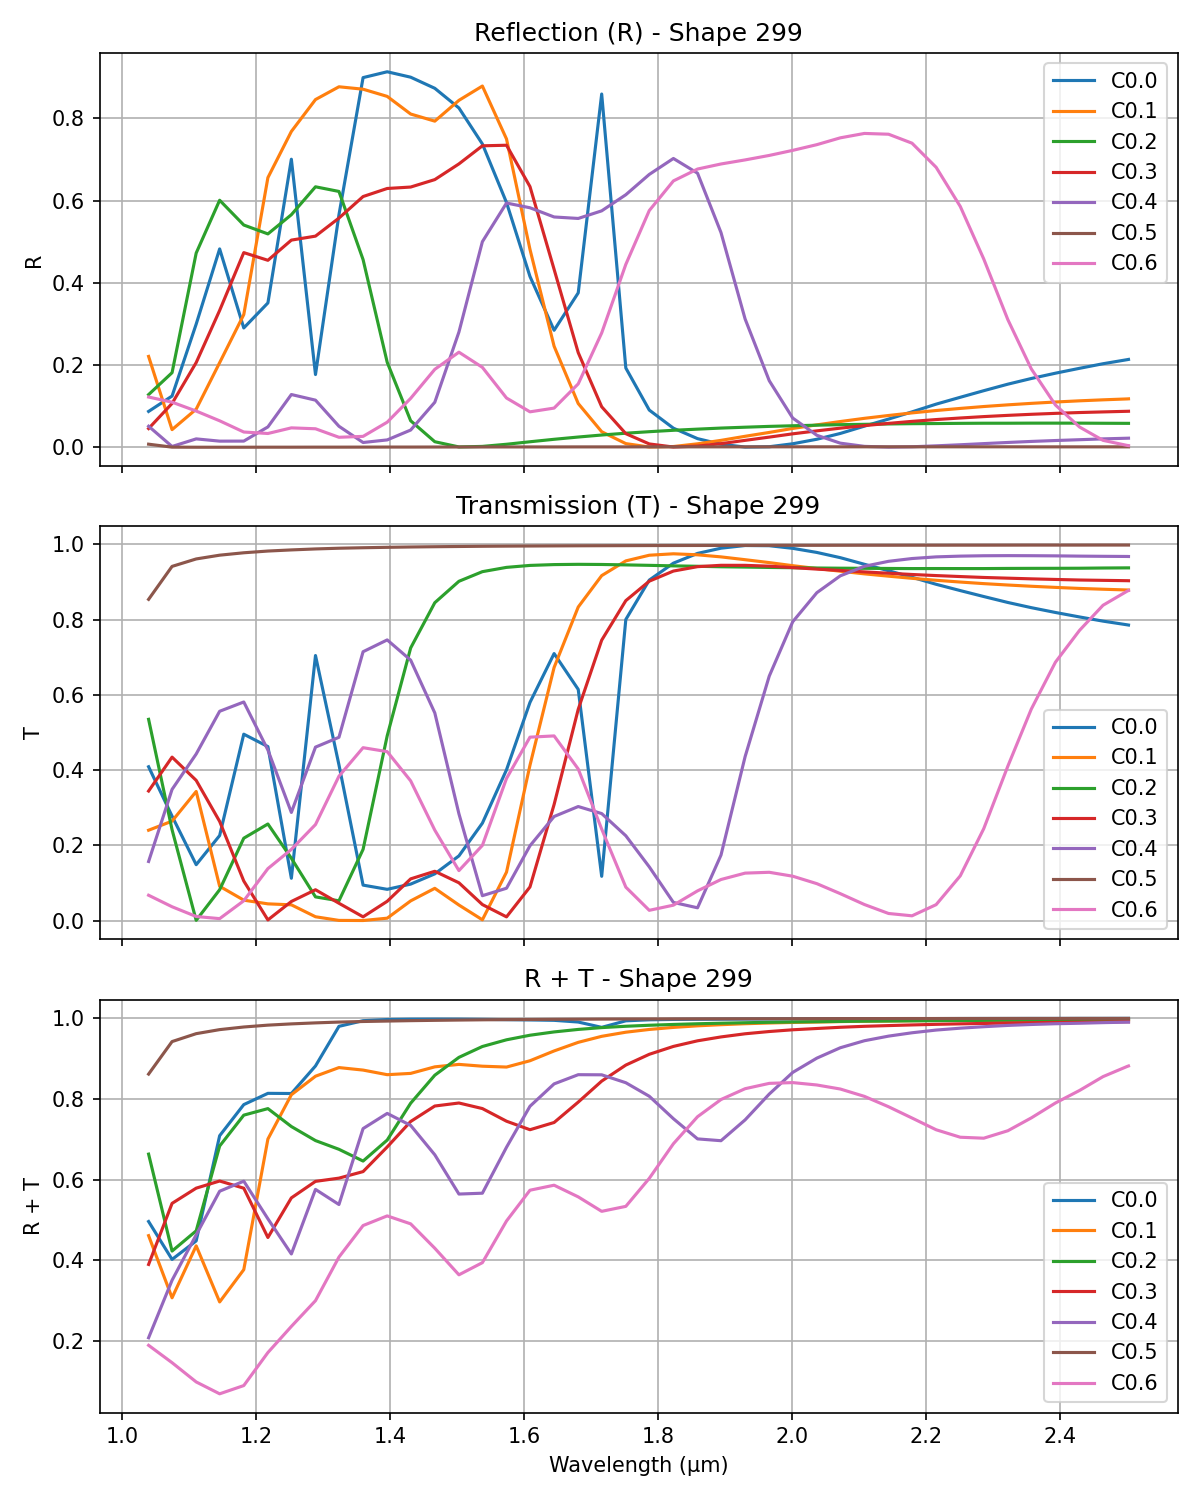 Reflection (R) - Shape 299
R
0.8
0.6
0.4
0.2
0.0
C0.0
C0.1
C0.2
C0.3
C0.4
C0.5
C0.6
Transmission (T) - Shape 299
T
1.0
0.8
0.6
0.4
0.2
0.0
C0.0
C0.1
C0.2
C0.3
C0.4
C0.5
C0.6
R + T - Shape 299
R + T
1.0
0.8
0.6
0.4
0.2
C0.0
C0.1
C0.2
C0.3
C0.4
C0.5
C0.6
1.0 1.2 1.4 1.6 1.8 2.0 2.2 2.4
Wavelength (μm)